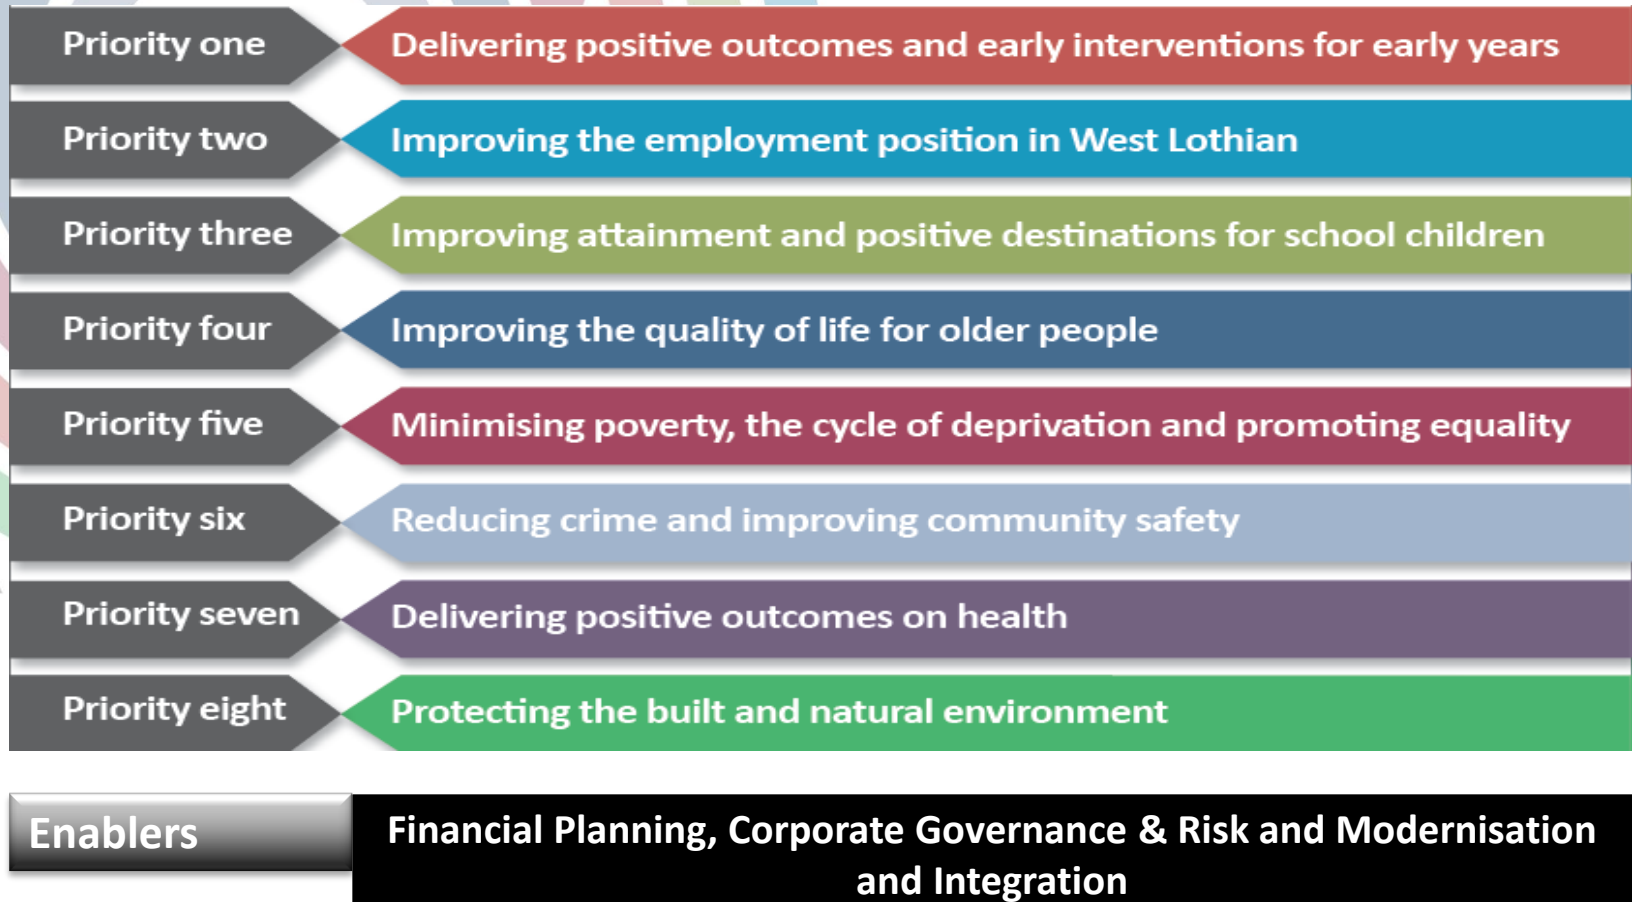 Priority one
Delivering positive outcomes and early interventions for early years
Priority two
Improving the employment position in West Lothian
Priority three
Improving attainment and positive destinations for school children
Priority four
Improving the quality of life for older people
Priority five
Minimising poverty, the cycle of deprivation and promoting equality
Priority six
Reducing crime and improving community safety
Priority seven
Delivering positive outcomes on health
Priority eight
Protecting the built and natural environment
Enablers
Financial Planning, Corporate Governance & Risk and Modernisation
and Integration